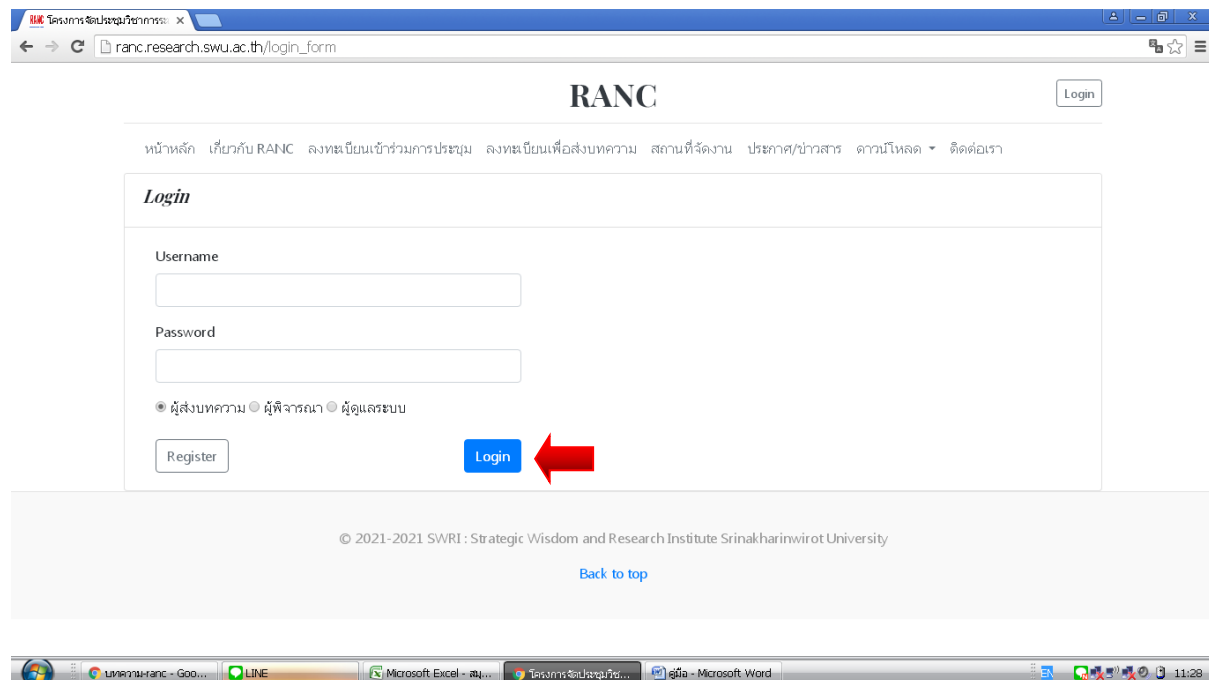 RANC โครงการจัดประชุมวิชาการระ
ranc.research.swu.ac.th/login_form
RANC
Login
หน้าหลัก เกี่ยวกับ RANC ลงทะเบียนเข้าร่วมการประชุม ลงทะเบียนเพื่อส่งบทความ สถานที่จัดงาน ประกาศ/ข่าวสาร ดาวน์โหลด ติดต่อเรา
Login
Username
Password
ผู้ส่งบทความ ผู้พิจารณา ผู้ดูแลระบบ
Register Login
© 2021-2021 SWRI : Strategic Wisdom and Research Institute Srinakharinwirot University
Back to top
บทความ-ranc - Goo... LINE Microsoft Excel - สมุ... โครงการจัดประชุมวิช... คู่มือ - Microsoft Word EN 11:28